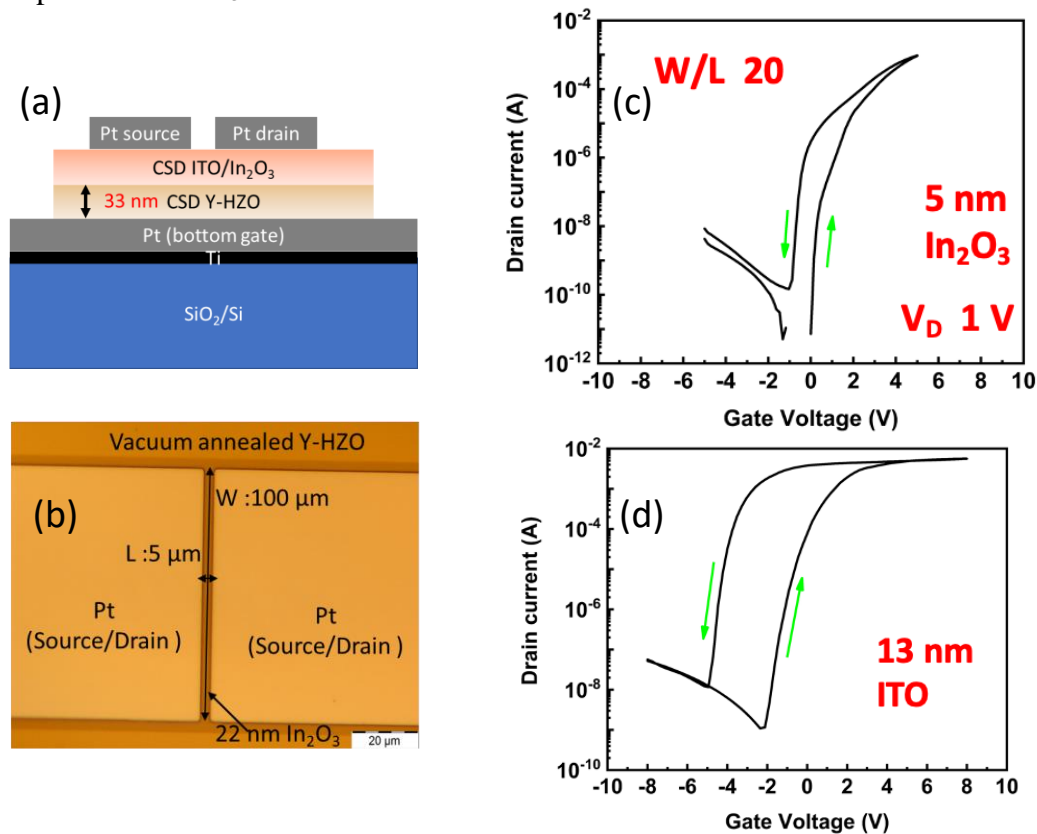 (a)
Pt source
Pt drain
CSD ITO/In₂O₃
33 nm CSD Y-HZO
Pt (bottom gate)
Ti
SiO₂/Si
(b)
Vacuum annealed Y-HZO
W :100 µm
L :5 µm
Pt
(Source/Drain )
Pt
(Source/Drain )
22 nm In₂O₃
20 µm
(c)
W/L 20
5 nm
In₂O₃
V_D 1 V
Drain current (A)
10⁻²
10⁻⁴
10⁻⁶
10⁻⁸
10⁻¹⁰
10⁻¹²
-10 -8 -6 -4 -2 0 2 4 6 8 10
Gate Voltage (V)
(d)
13 nm
ITO
Drain current (A)
10⁻²
10⁻⁴
10⁻⁶
10⁻⁸
10⁻¹⁰
-10 -8 -6 -4 -2 0 2 4 6 8 10
Gate Voltage (V)